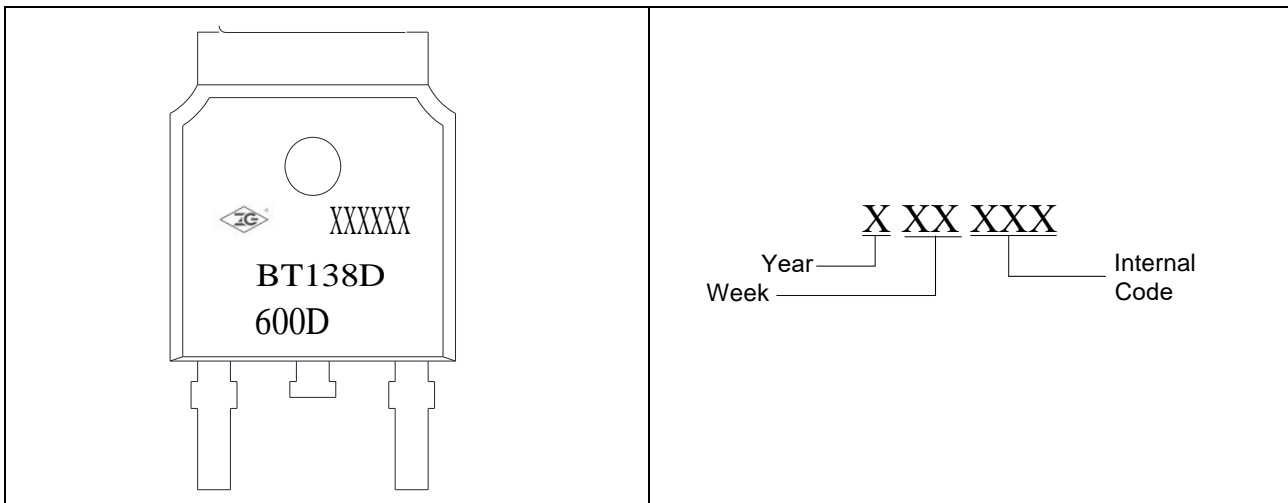 XXXXXX
BT138D
600D
X XX XXX
Year
Week
Internal
Code